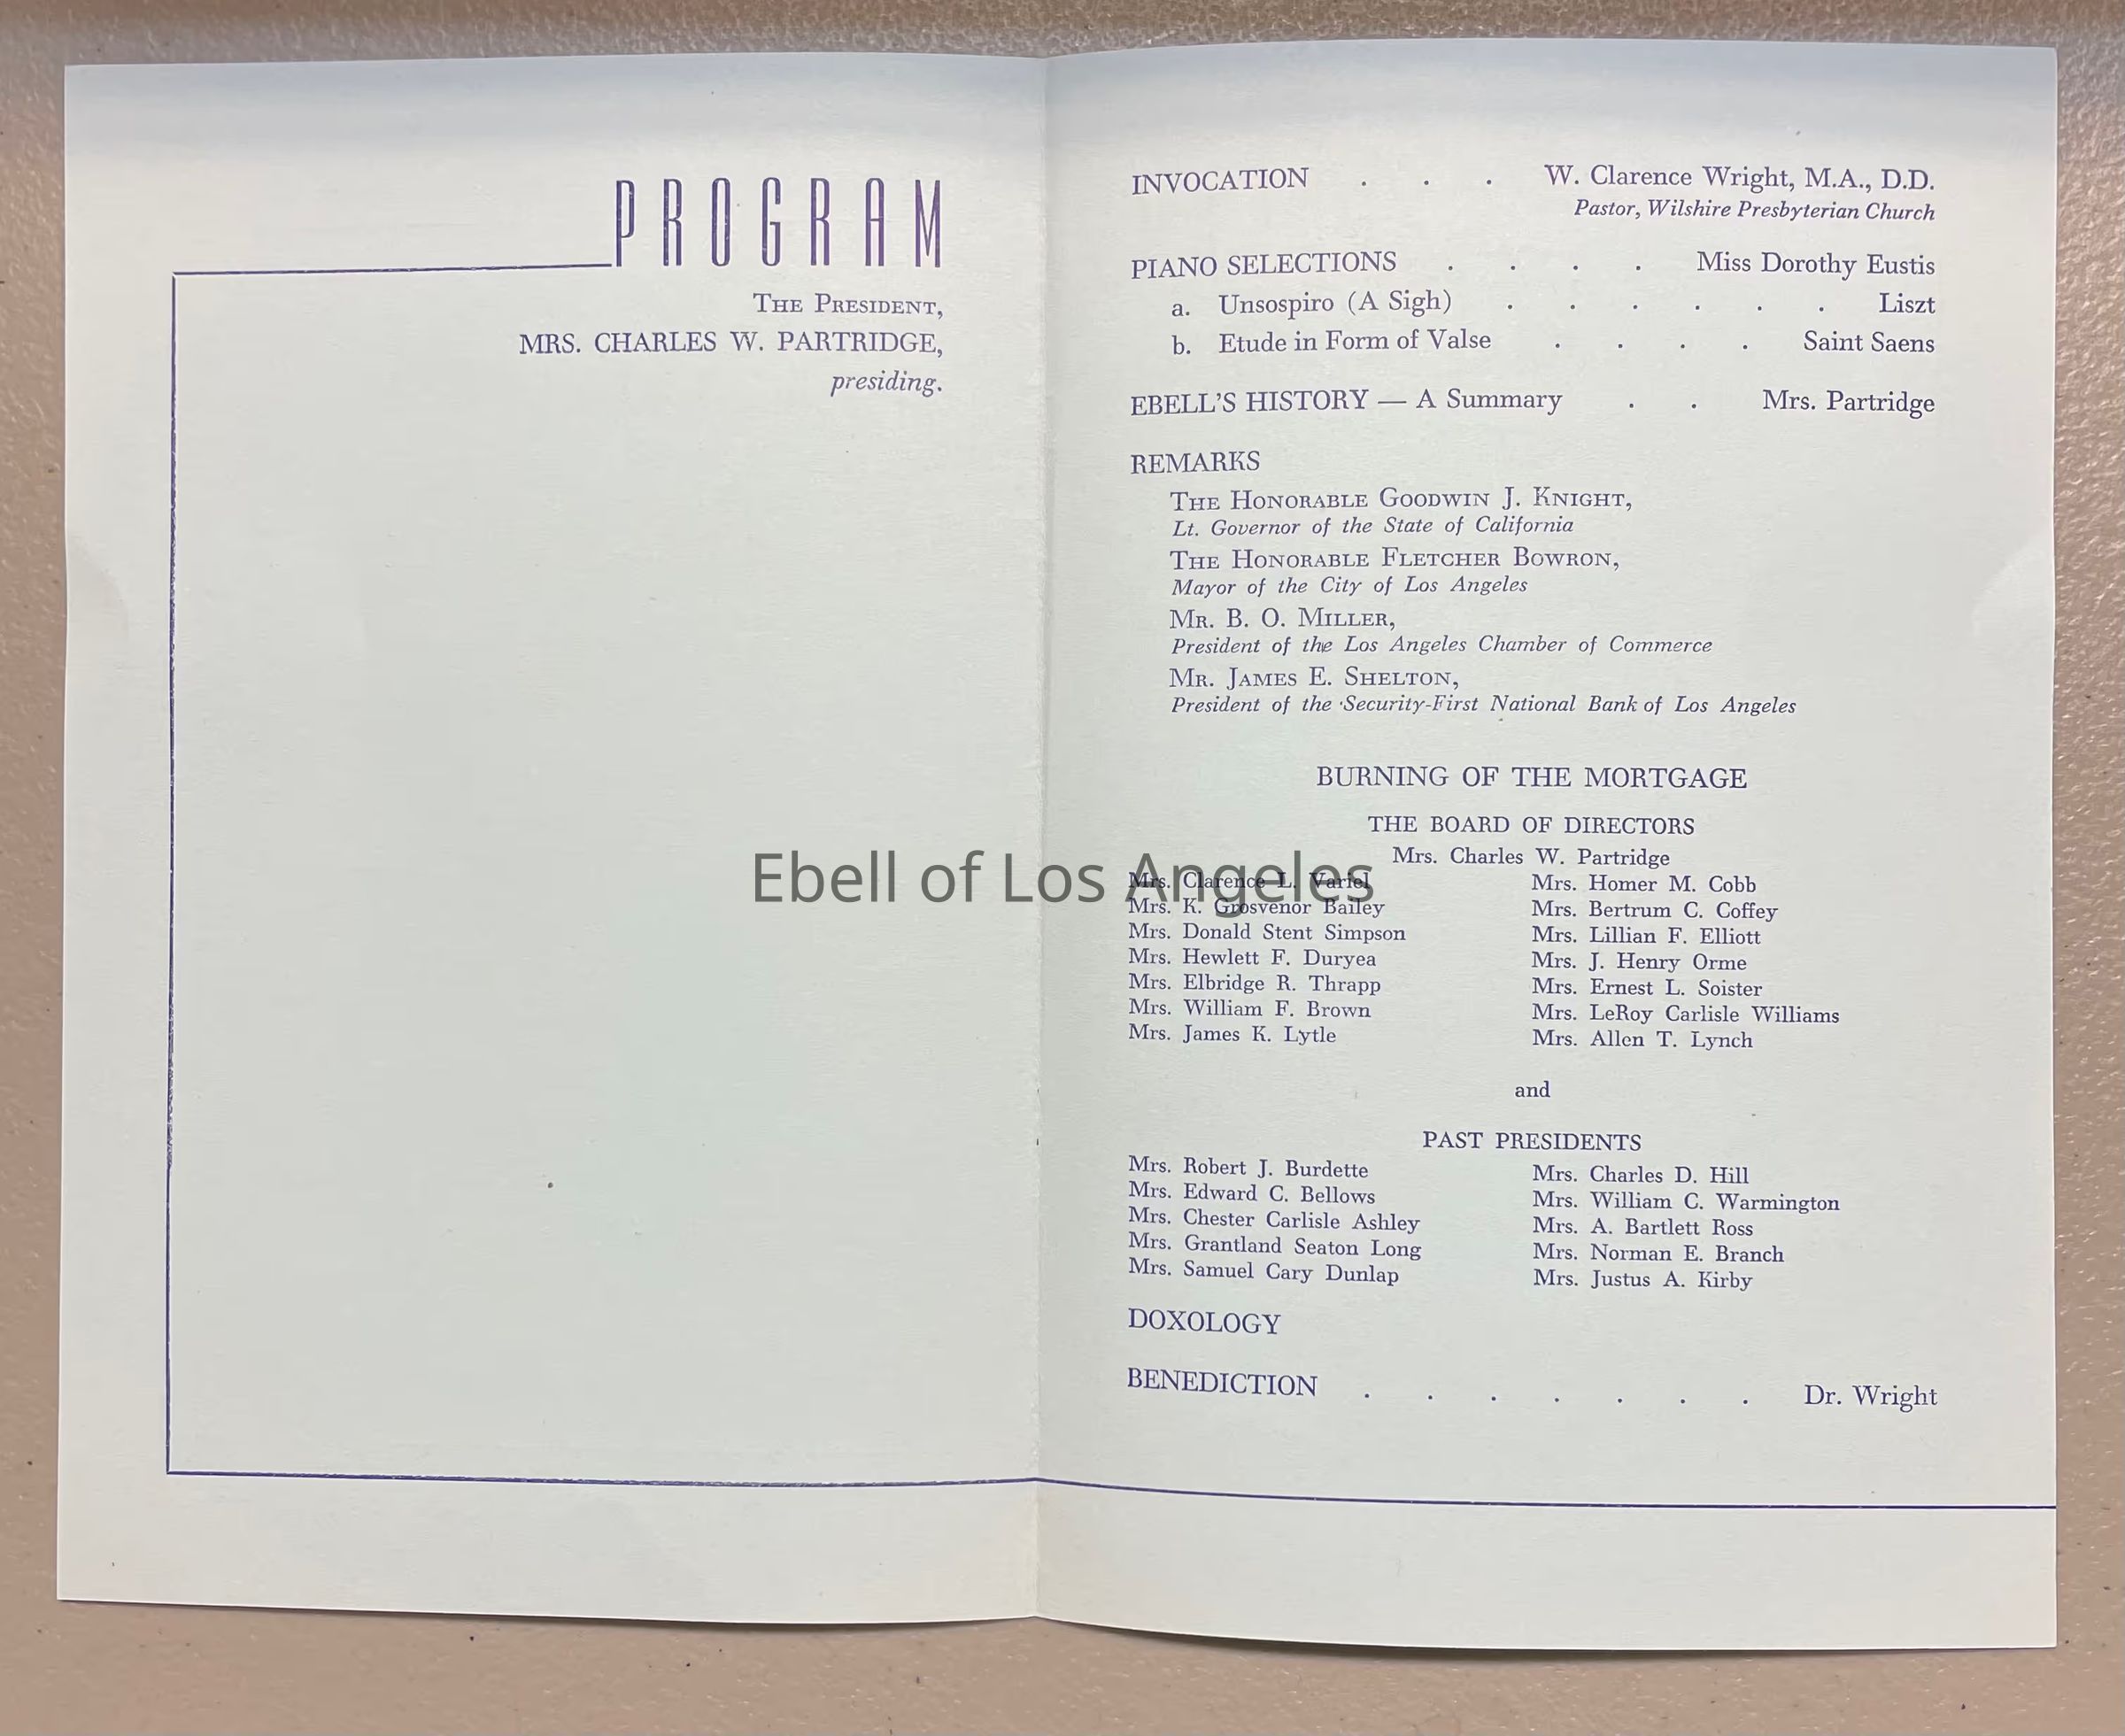 PROGRAM
THE PRESIDENT,
MRS. CHARLES W. PARTRIDGE,
presiding.
INVOCATION . . . W. Clarence Wright, M.A., D.D.
Pastor, Wilshire Presbyterian Church
PIANO SELECTIONS . . . . Miss Dorothy Eustis
a. Unsospiro (A Sigh) . . . . . . Liszt
b. Etude in Form of Valse . . . . Saint Saens
EBELL'S HISTORY — A Summary . . Mrs. Partridge
REMARKS
THE HONORABLE GOODWIN J. KNIGHT,
Lt. Governor of the State of California
THE HONORABLE FLETCHER BOWRON,
Mayor of the City of Los Angeles
MR. B. O. MILLER,
President of the Los Angeles Chamber of Commerce
MR. JAMES E. SHELTON,
President of the Security-First National Bank of Los Angeles
BURNING OF THE MORTGAGE
THE BOARD OF DIRECTORS
Mrs. Charles W. Partridge
Mrs. Clarence L. Variel
Mrs. K. Grosvenor Bailey
Mrs. Donald Stent Simpson
Mrs. Hewlett F. Duryea
Mrs. Elbridge R. Thrapp
Mrs. William F. Brown
Mrs. James K. Lytle
Mrs. Homer M. Cobb
Mrs. Bertrum C. Coffey
Mrs. Lillian F. Elliott
Mrs. J. Henry Orme
Mrs. Ernest L. Soister
Mrs. LeRoy Carlisle Williams
Mrs. Allen T. Lynch
and
PAST PRESIDENTS
Mrs. Robert J. Burdette
Mrs. Edward C. Bellows
Mrs. Chester Carlisle Ashley
Mrs. Grantland Seaton Long
Mrs. Samuel Cary Dunlap
Mrs. Charles D. Hill
Mrs. William C. Warmington
Mrs. A. Bartlett Ross
Mrs. Norman E. Branch
Mrs. Justus A. Kirby
DOXOLOGY
BENEDICTION . . . . . . . Dr. Wright
Ebell of Los Angeles